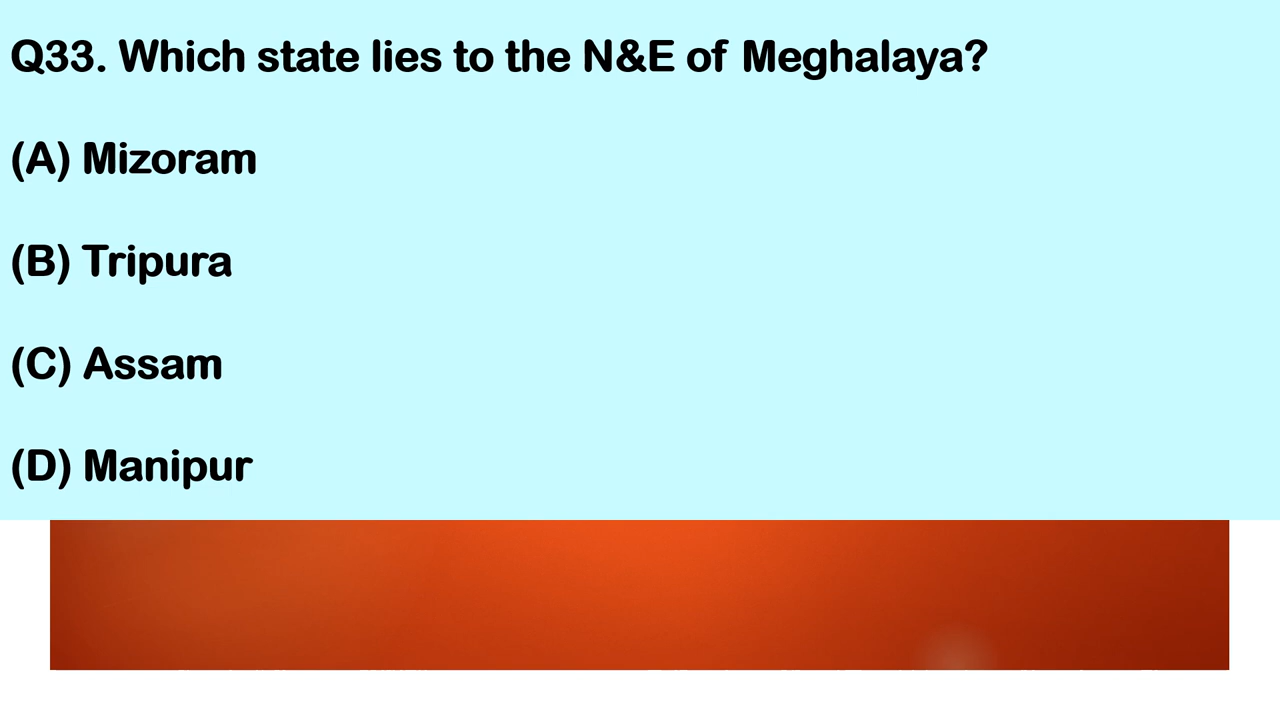 Q33. Which state lies to the N&E of Meghalaya?
(A) Mizoram
(B) Tripura
(C) Assam
(D) Manipur